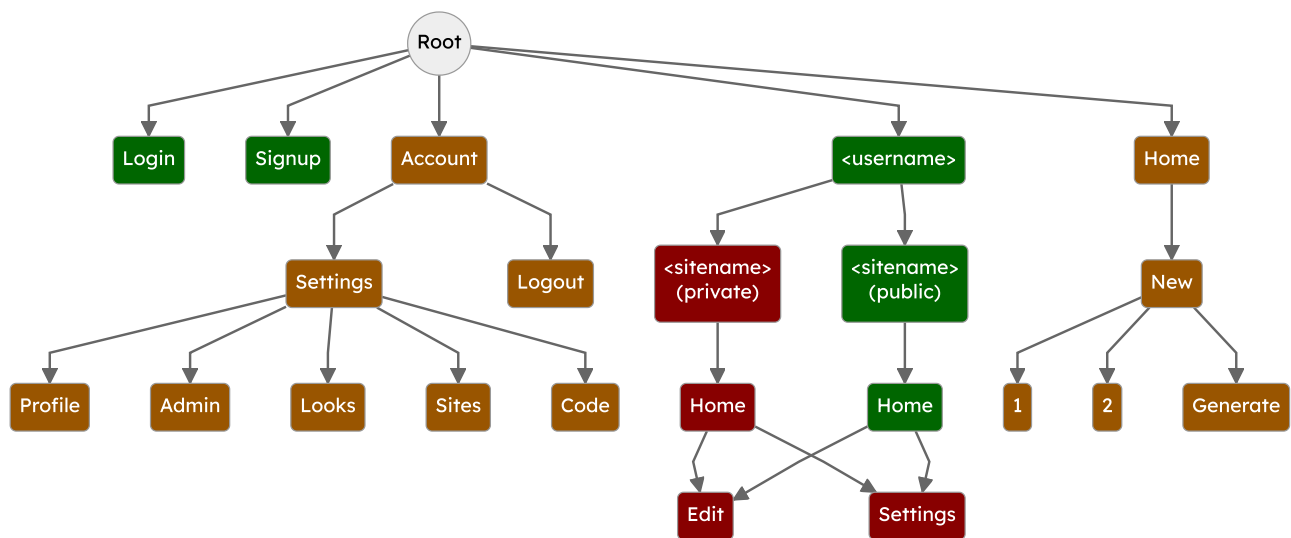 Root
Login
Signup
Account
<username>
Home
Settings
Logout
<sitename>
(private)
<sitename>
(public)
New
Profile
Admin
Looks
Sites
Code
Home
Home
1
2
Generate
Edit
Settings